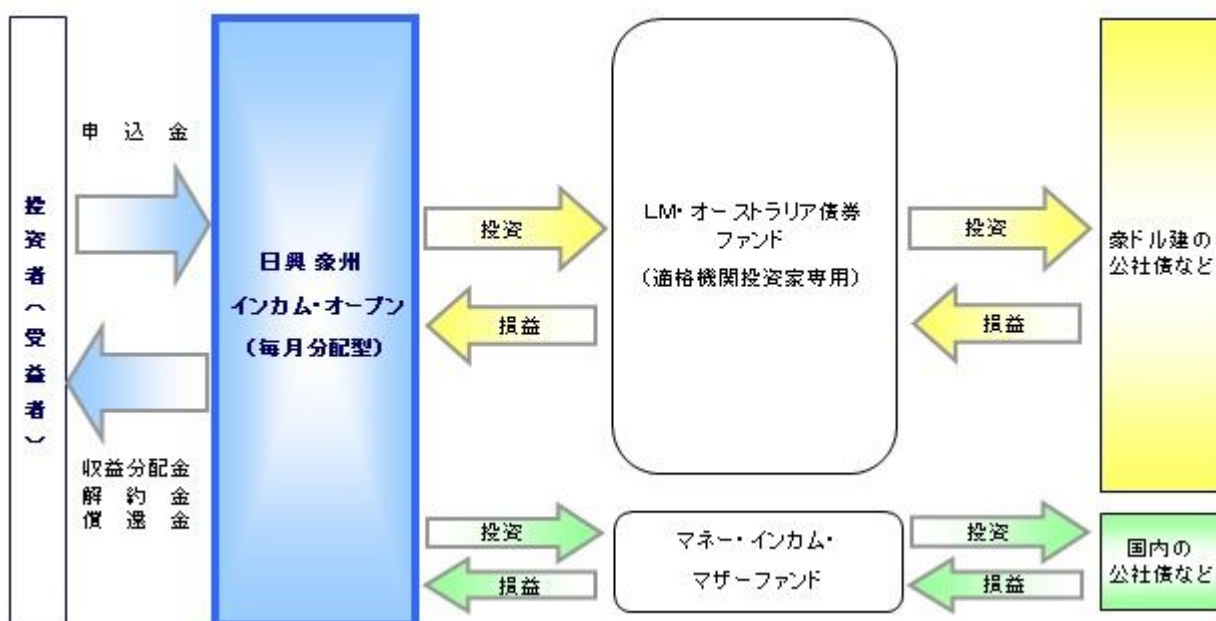 投資者（受益者）
申込金
収益分配金
解約金
償還金
日興豪州
インカム・オープン
（毎月分配型）
投資
損益
LM・オーストラリア債券
ファンド
（適格機関投資家専用）
投資
損益
豪ドル建の
公社債など
投資
損益
マネー・インカム・
マザーファンド
投資
損益
国内の
公社債など